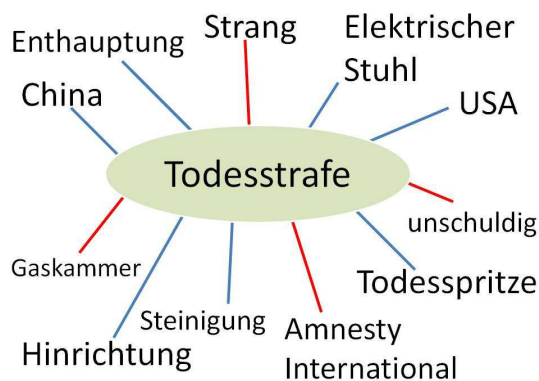 Strang
Elektrischer
Stuhl
Enthauptung
China
USA
Todesstrafe
unschuldig
Gaskammer
Todesspritze
Steinigung
Amnesty
International
Hinrichtung